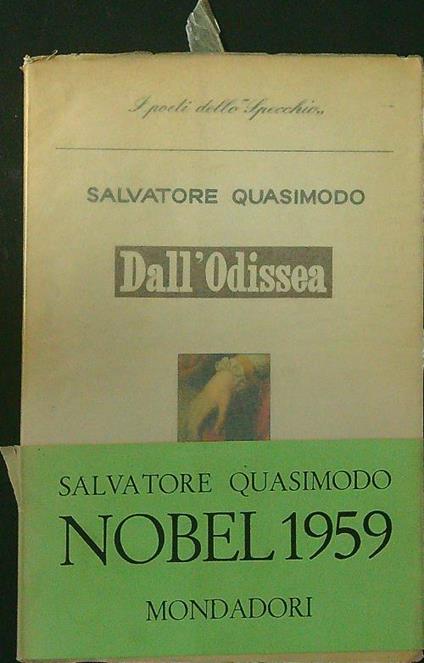 I poeti dello "Specchio„
SALVATORE QUASIMODO
Dall'Odissea
SALVATORE QUASIMODO
NOBEL 1959
MONDADORI